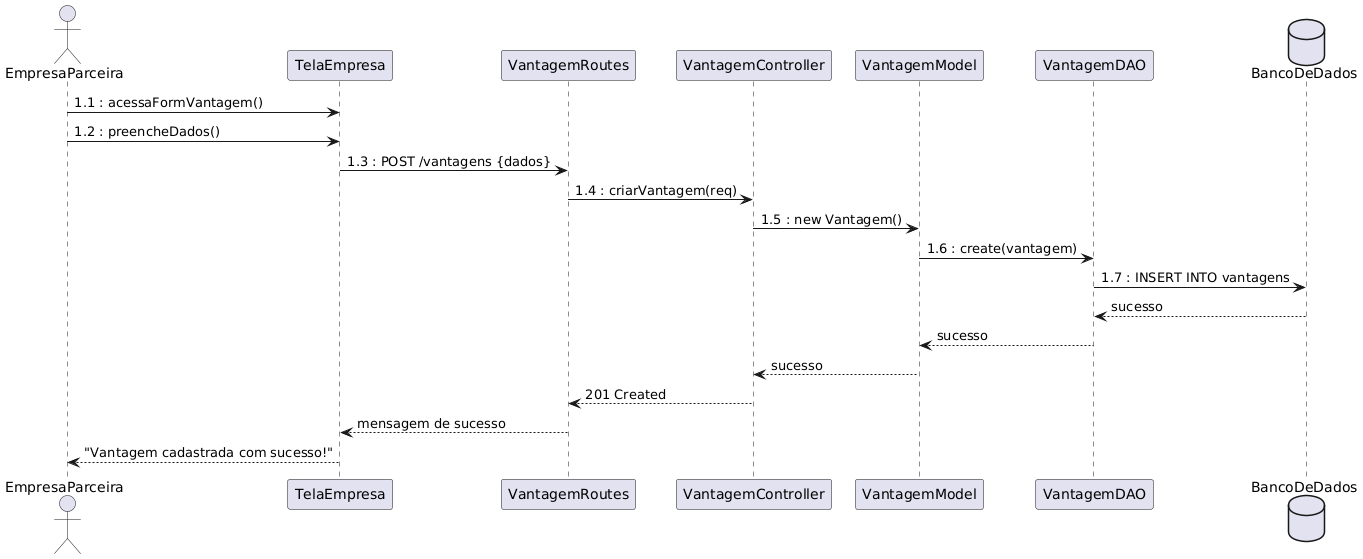 EmpresaParceira
TelaEmpresa
VantagemRoutes
VantagemController
VantagemModel
VantagemDAO
BancoDeDados
1.1 : acessaFormVantagem()
1.2 : preencheDados()
1.3 : POST /vantagens {dados}
1.4 : criarVantagem(req)
1.5 : new Vantagem()
1.6 : create(vantagem)
1.7 : INSERT INTO vantagens
sucesso
sucesso
sucesso
201 Created
mensagem de sucesso
"Vantagem cadastrada com sucesso!"
EmpresaParceira
TelaEmpresa
VantagemRoutes
VantagemController
VantagemModel
VantagemDAO
BancoDeDados